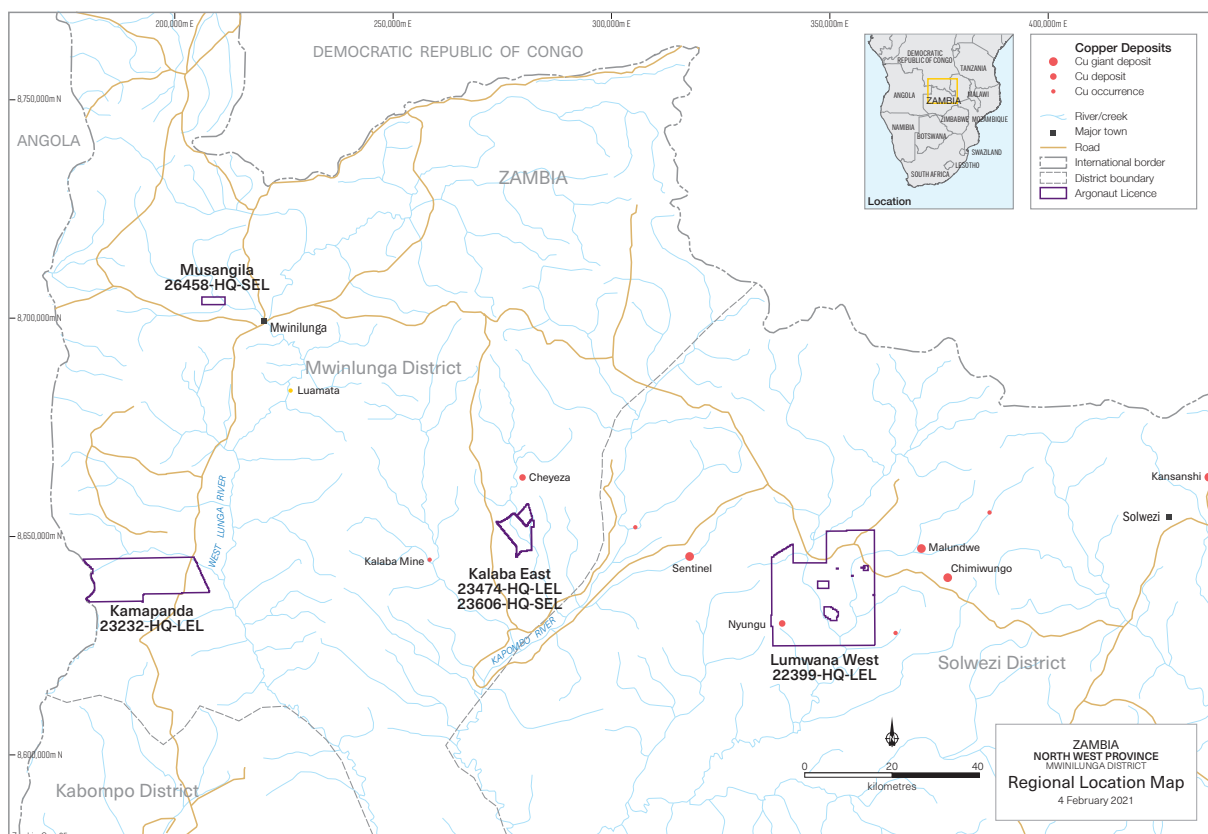 200,000m E
250,000m E
300,000m E
350,000m E
400,000m E
8,750,000m N
8,700,000m N
8,650,000m N
8,600,000m N
DEMOCRATIC REPUBLIC OF CONGO
ANGOLA
ZAMBIA
Musangila
26458-HQ-SEL
Mwinilunga
Mwinlunga District
Luamata
WEST LUNGA RIVER
Cheyeza
Kalaba Mine
Kalaba East
23474-HQ-LEL
23606-HQ-SEL
Kamapanda
23232-HQ-LEL
KAPOMBO RIVER
Sentinel
Nyungu
Lumwana West
22399-HQ-LEL
Malundwe
Chimiwungo
Kansanshi
Solwezi
Solwezi District
Kabompo District
DEMOCRATIC
REPUBLIC OF CONGO
TANZANIA
ANGOLA
MALAWI
ZAMBIA
ZIMBABWE
MOZAMBIQUE
NAMIBIA
BOTSWANA
SWAZILAND
LESOTHO
SOUTH AFRICA
Location
Copper Deposits
Cu giant deposit
Cu deposit
Cu occurrence
River/creek
Major town
Road
International border
District boundary
Argonaut Licence
N
0
20
40
kilometres
ZAMBIA
NORTH WEST PROVINCE
MWINILUNGA DISTRICT
Regional Location Map
4 February 2021